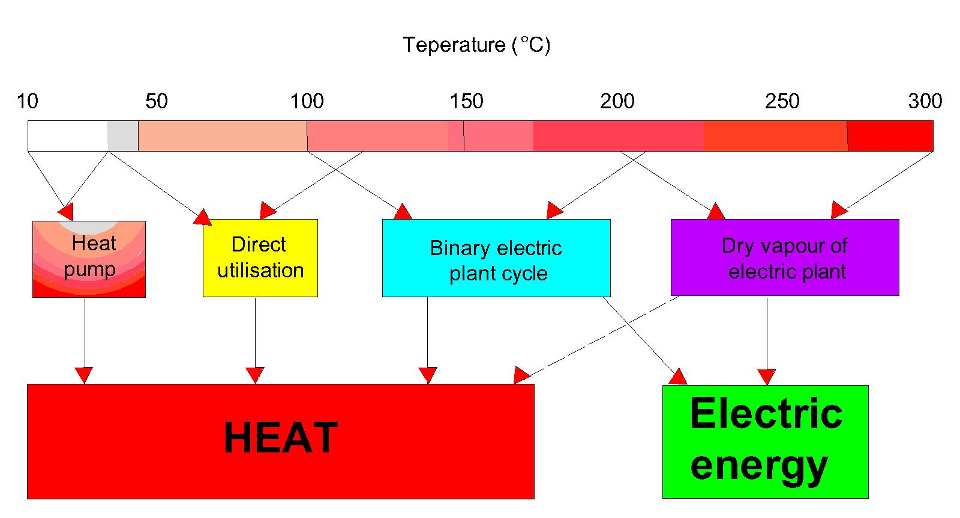 Teperature (°C)
10 50 100 150 200 250 300
Heat
pump
Direct
utilisation
Binary electric
plant cycle
Dry vapour of
electric plant
HEAT
Electric
energy